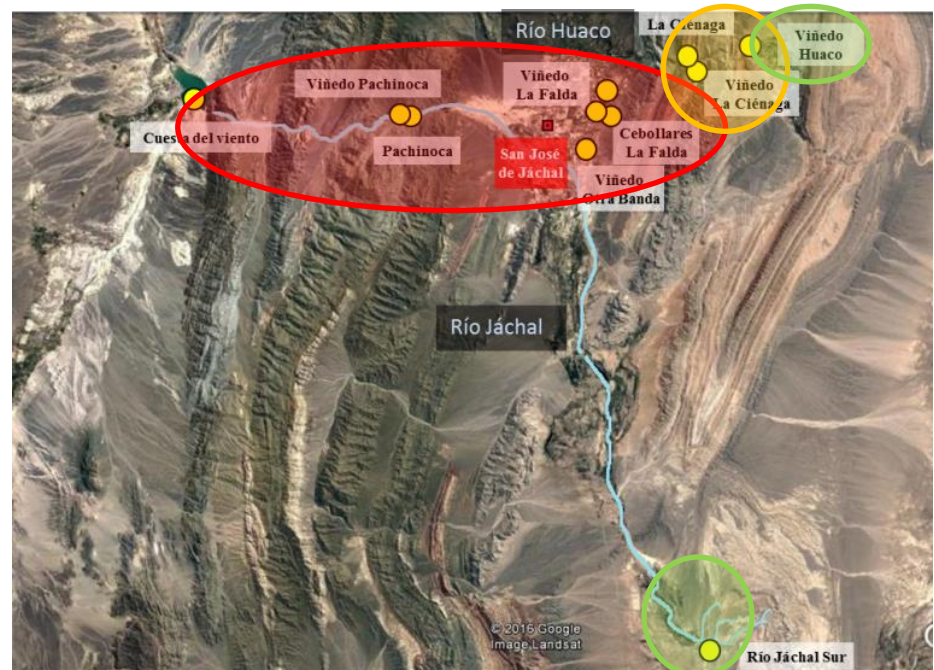 Río Huaco
La Ciénaga
Viñedo
Huaco
Viñedo Pachinoca
Viñedo
La Falda
Viñedo
La Ciénaga
Cuesta del viento
Pachinoca
San José
de Jáchal
Cebollares
La Falda
Viñedo
Otra Banda
Río Jáchal
© 2016 Google
Image Landsat
Río Jáchal Sur